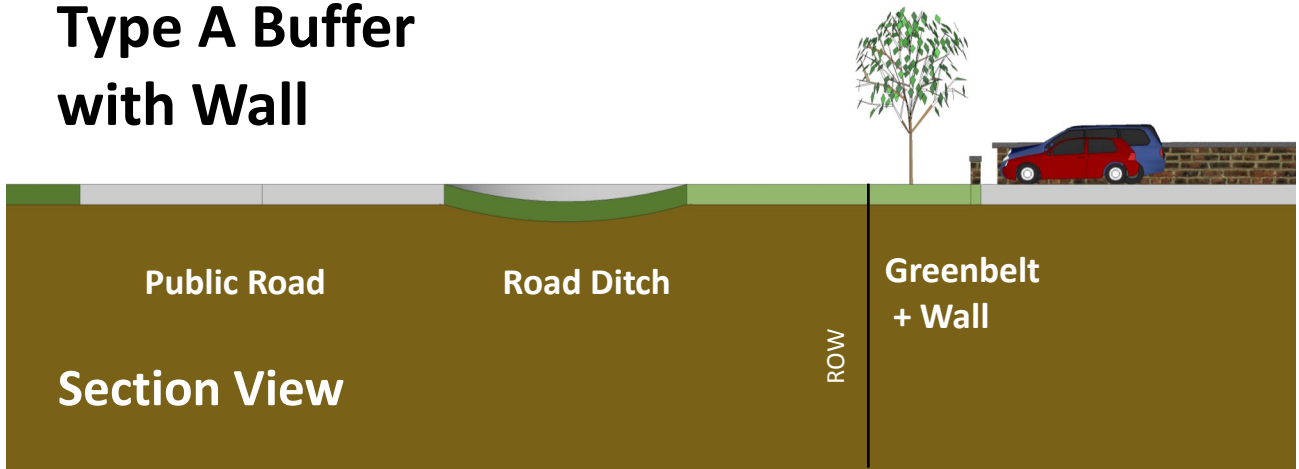 Type A Buffer
with Wall
Public Road
Road Ditch
Greenbelt
+ Wall
ROW
Section View